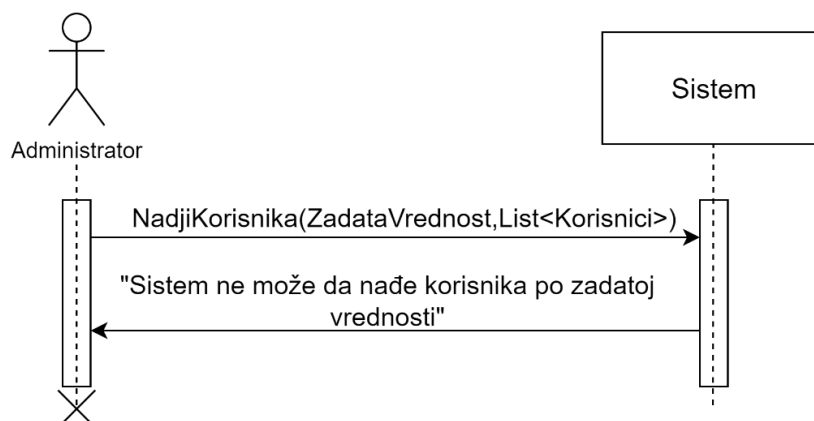 Sistem
Administrator
NadjiKorisnika(ZadataVrednost,List<Korisnici>)
"Sistem ne može da nađe korisnika po zadatoj
vrednosti"